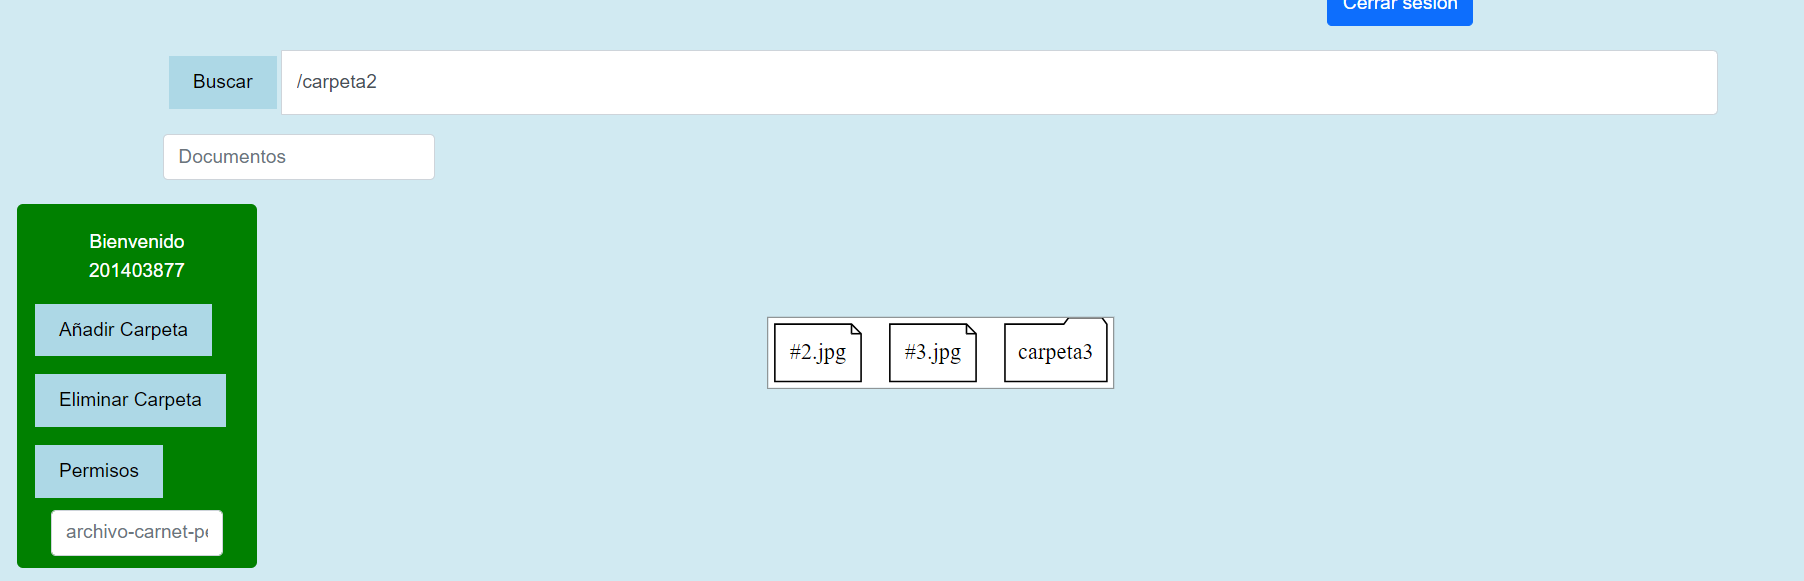 Cerrar sesión
Buscar
/carpeta2
Documentos
Bienvenido
201403877
Añadir Carpeta
Eliminar Carpeta
Permisos
archivo-carnet-pe
#2.jpg
#3.jpg
carpeta3